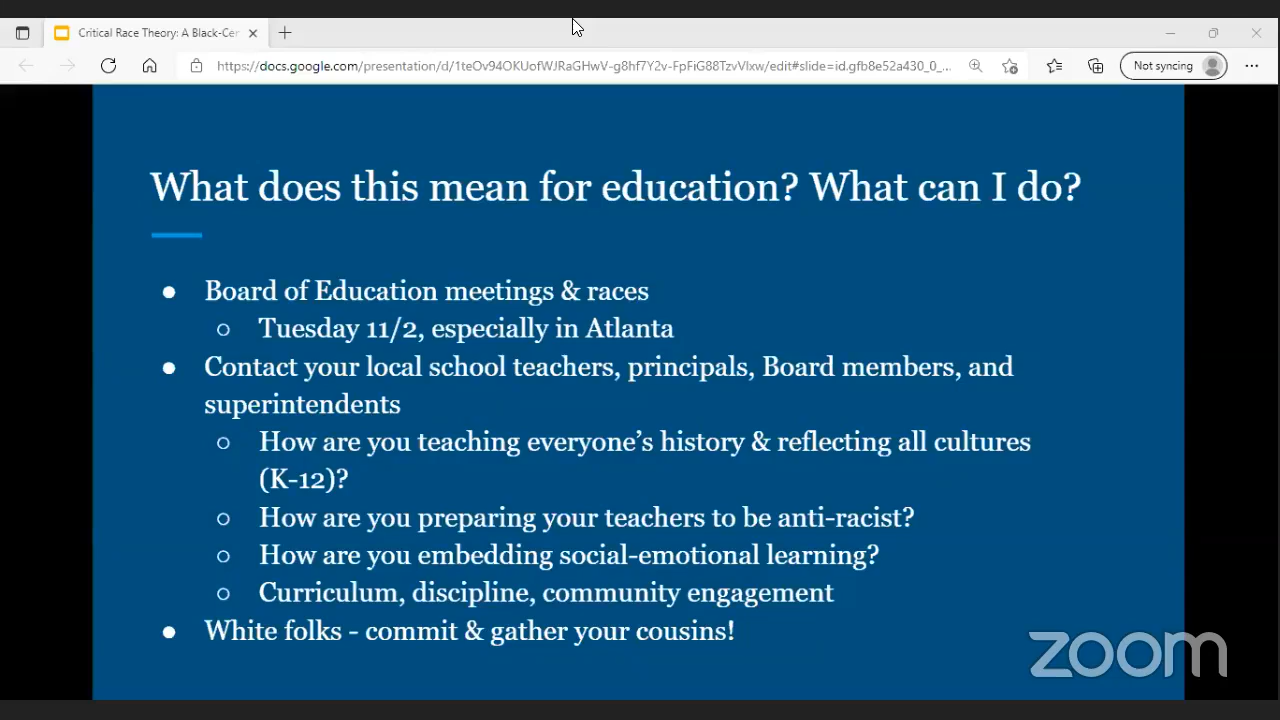 Critical Race Theory: A Black-Cer
https://docs.google.com/presentation/d/1teOv94OKUofWJRaGHwV-g8hf7Y2v-FpFiG88TzvVlxw/edit#slide=id.gfb8e52a430_0_...
Not syncing
What does this mean for education? What can I do?
● Board of Education meetings & races
○ Tuesday 11/2, especially in Atlanta
● Contact your local school teachers, principals, Board members, and
superintendents
○ How are you teaching everyone’s history & reflecting all cultures
(K-12)?
○ How are you preparing your teachers to be anti-racist?
○ How are you embedding social-emotional learning?
○ Curriculum, discipline, community engagement
● White folks - commit & gather your cousins!
zoom